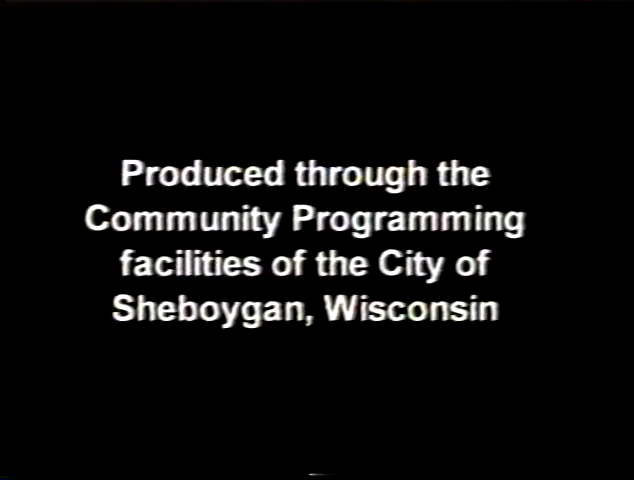 Produced through the
Community Programming
facilities of the City of
Sheboygan, Wisconsin